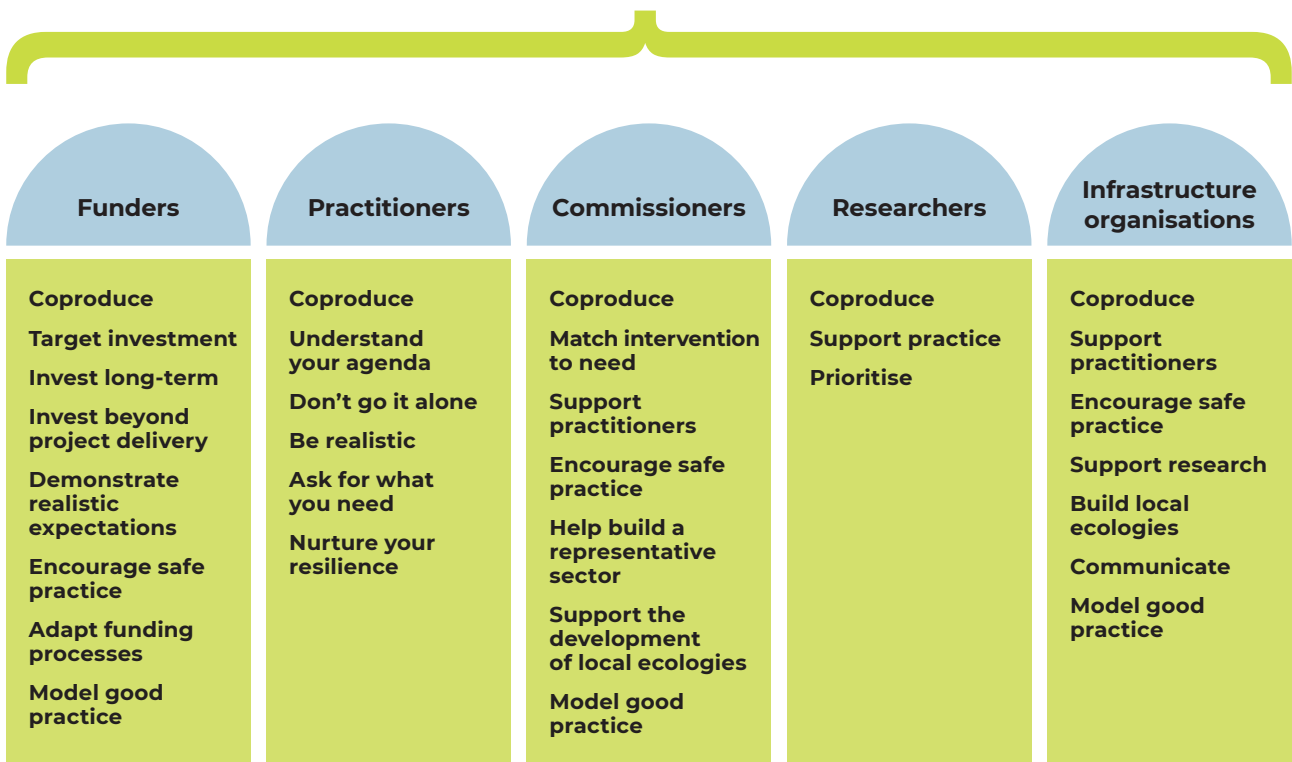 Funders
Coproduce
Target investment
Invest long-term
Invest beyond
project delivery
Demonstrate
realistic
expectations
Encourage safe
practice
Adapt funding
processes
Model good
practice
Practitioners
Coproduce
Understand
your agenda
Don’t go it alone
Be realistic
Ask for what
you need
Nurture your
resilience
Commissioners
Coproduce
Match intervention
to need
Support
practitioners
Encourage safe
practice
Help build a
representative
sector
Support the
development
of local ecologies
Model good
practice
Researchers
Coproduce
Support practice
Prioritise
Infrastructure
organisations
Coproduce
Support
practitioners
Encourage safe
practice
Support research
Build local
ecologies
Communicate
Model good
practice